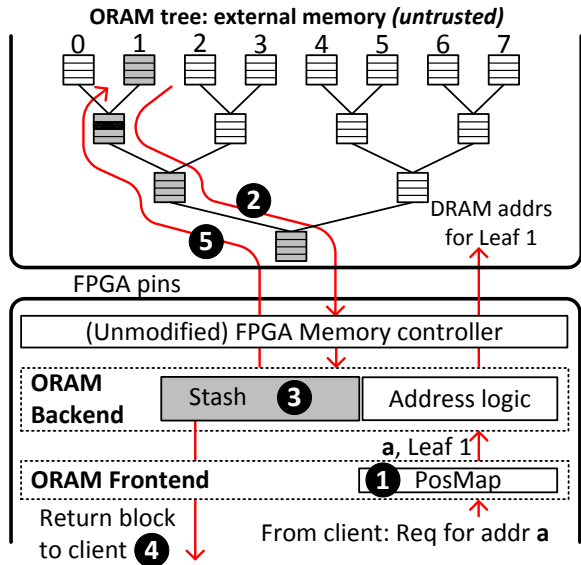 ORAM tree: external memory (untrusted)
0 1 2 3 4 5 6 7
2
DRAM addrs
for Leaf 1
5
FPGA pins
(Unmodified) FPGA Memory controller
ORAM
Backend
Stash 3
Address logic
a, Leaf 1
ORAM Frontend
1 PosMap
Return block
to client 4
From client: Req for addr a